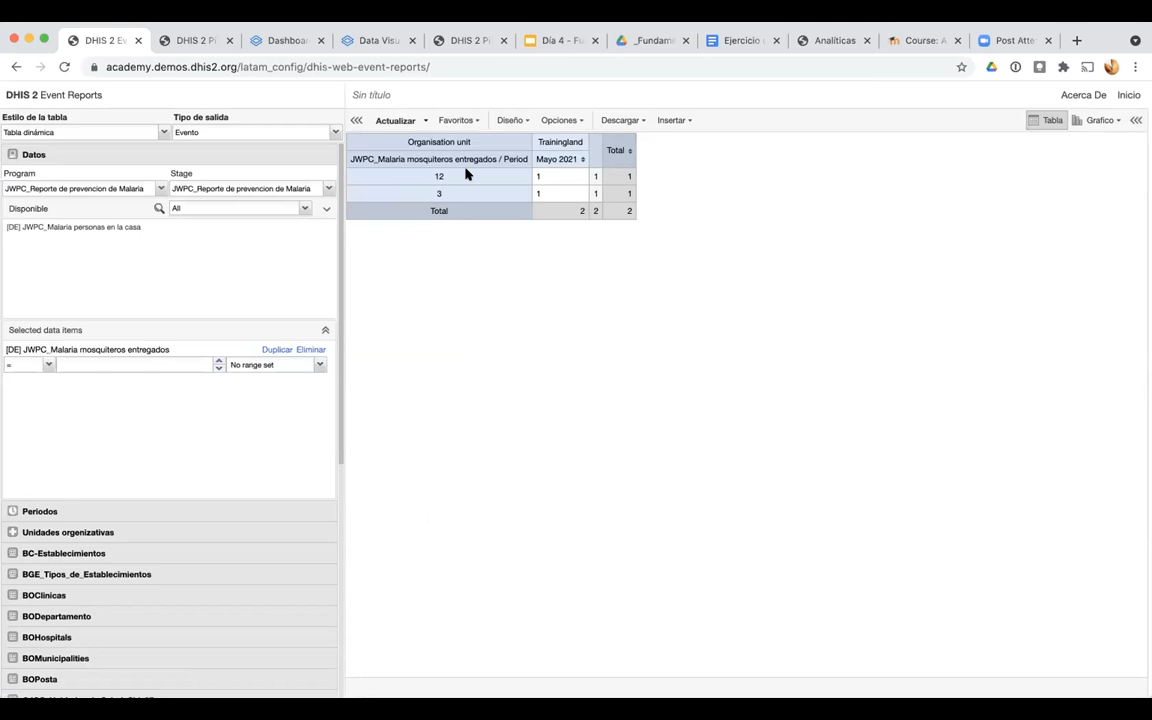 DHIS 2 Ev
DHIS 2 Pi
Dashboa
Data Visu
DHIS 2 P
Día 4 - Fu
_Fundam
Ejercicio
Analíticas
Course: A
Post Atte
academy.demos.dhis2.org/latam_config/dhis-web-event-reports/
DHIS 2 Event Reports
Sin título
Acerca De
Inicio
Estilo de la tabla
Tipo de salida
Tabla dinámica
Evento
Actualizar
Favoritos
Diseño
Opciones
Descargar
Insertar
Tabla
Grafico
Datos
Program
Stage
JWPC_Reporte de prevencion de Malaria
JWPC_Reporte de prevencion de Malaria
Disponible
All
[DE] JWPC_Malaria personas en la casa
Selected data items
[DE] JWPC_Malaria mosquiteros entregados
Duplicar Eliminar
=
No range set
Periodos
Unidades orgenizativas
BC-Establecimientos
BGE_Tipos_de_Establecimientos
BOClinicas
BODepartamento
BOHospitals
BOMunicipalities
BOPosta
Organisation unit
Trainingland
Total
JWPC_Malaria mosquiteros entregados / Period
Mayo 2021
12
1
1
1
3
1
1
1
Total
2
2
2